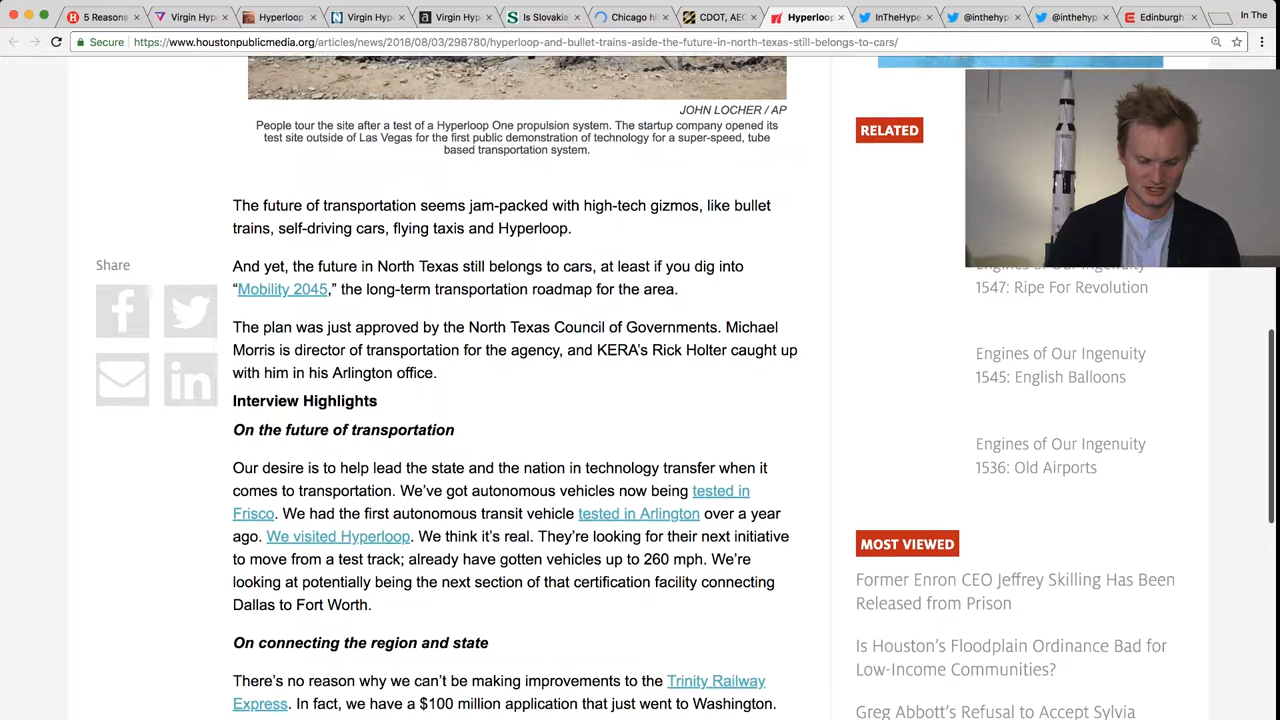 5 Reasons
Virgin Hype
Hyperloop
Virgin Hype
Virgin Hyp
Is Slovakia
Chicago hi
CDOT, AEC
Hyperloop
InTheHype
@inthehyp
@inthehyp
Edinburgh
In The
Secure
https://www.houstonpublicmedia.org/articles/news/2018/08/03/298780/hyperloop-and-bullet-trains-aside-the-future-in-north-texas-still-belongs-to-cars/
JOHN LOCHER / AP
People tour the site after a test of a Hyperloop One propulsion system. The startup company opened its
test site outside of Las Vegas for the first public demonstration of technology for a super-speed, tube
based transportation system.
The future of transportation seems jam-packed with high-tech gizmos, like bullet
trains, self-driving cars, flying taxis and Hyperloop.
And yet, the future in North Texas still belongs to cars, at least if you dig into
“Mobility 2045,” the long-term transportation roadmap for the area.
The plan was just approved by the North Texas Council of Governments. Michael
Morris is director of transportation for the agency, and KERA’s Rick Holter caught up
with him in his Arlington office.
Interview Highlights
On the future of transportation
Our desire is to help lead the state and the nation in technology transfer when it
comes to transportation. We’ve got autonomous vehicles now being tested in
Frisco. We had the first autonomous transit vehicle tested in Arlington over a year
ago. We visited Hyperloop. We think it’s real. They’re looking for their next initiative
to move from a test track; already have gotten vehicles up to 260 mph. We’re
looking at potentially being the next section of that certification facility connecting
Dallas to Fort Worth.
On connecting the region and state
There’s no reason why we can’t be making improvements to the Trinity Railway
Express. In fact, we have a $100 million application that just went to Washington.
Share
RELATED
Engines of Our Ingenuity
1547: Ripe For Revolution
Engines of Our Ingenuity
1545: English Balloons
Engines of Our Ingenuity
1536: Old Airports
MOST VIEWED
Former Enron CEO Jeffrey Skilling Has Been
Released from Prison
Is Houston’s Floodplain Ordinance Bad for
Low-Income Communities?
Greg Abbott’s Refusal to Accept Sylvia